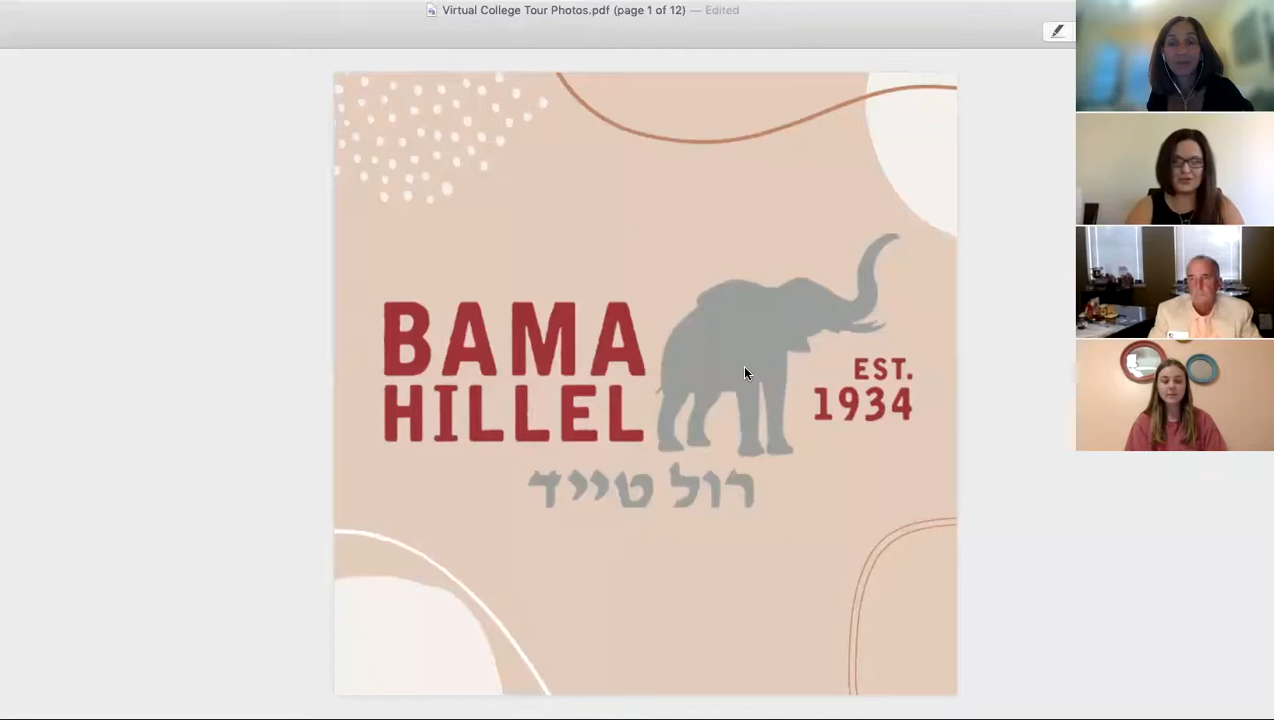 Virtual College Tour Photos.pdf (page 1 of 12) — Edited
BAMA
HILLEL
EST.
1934
רול טייד